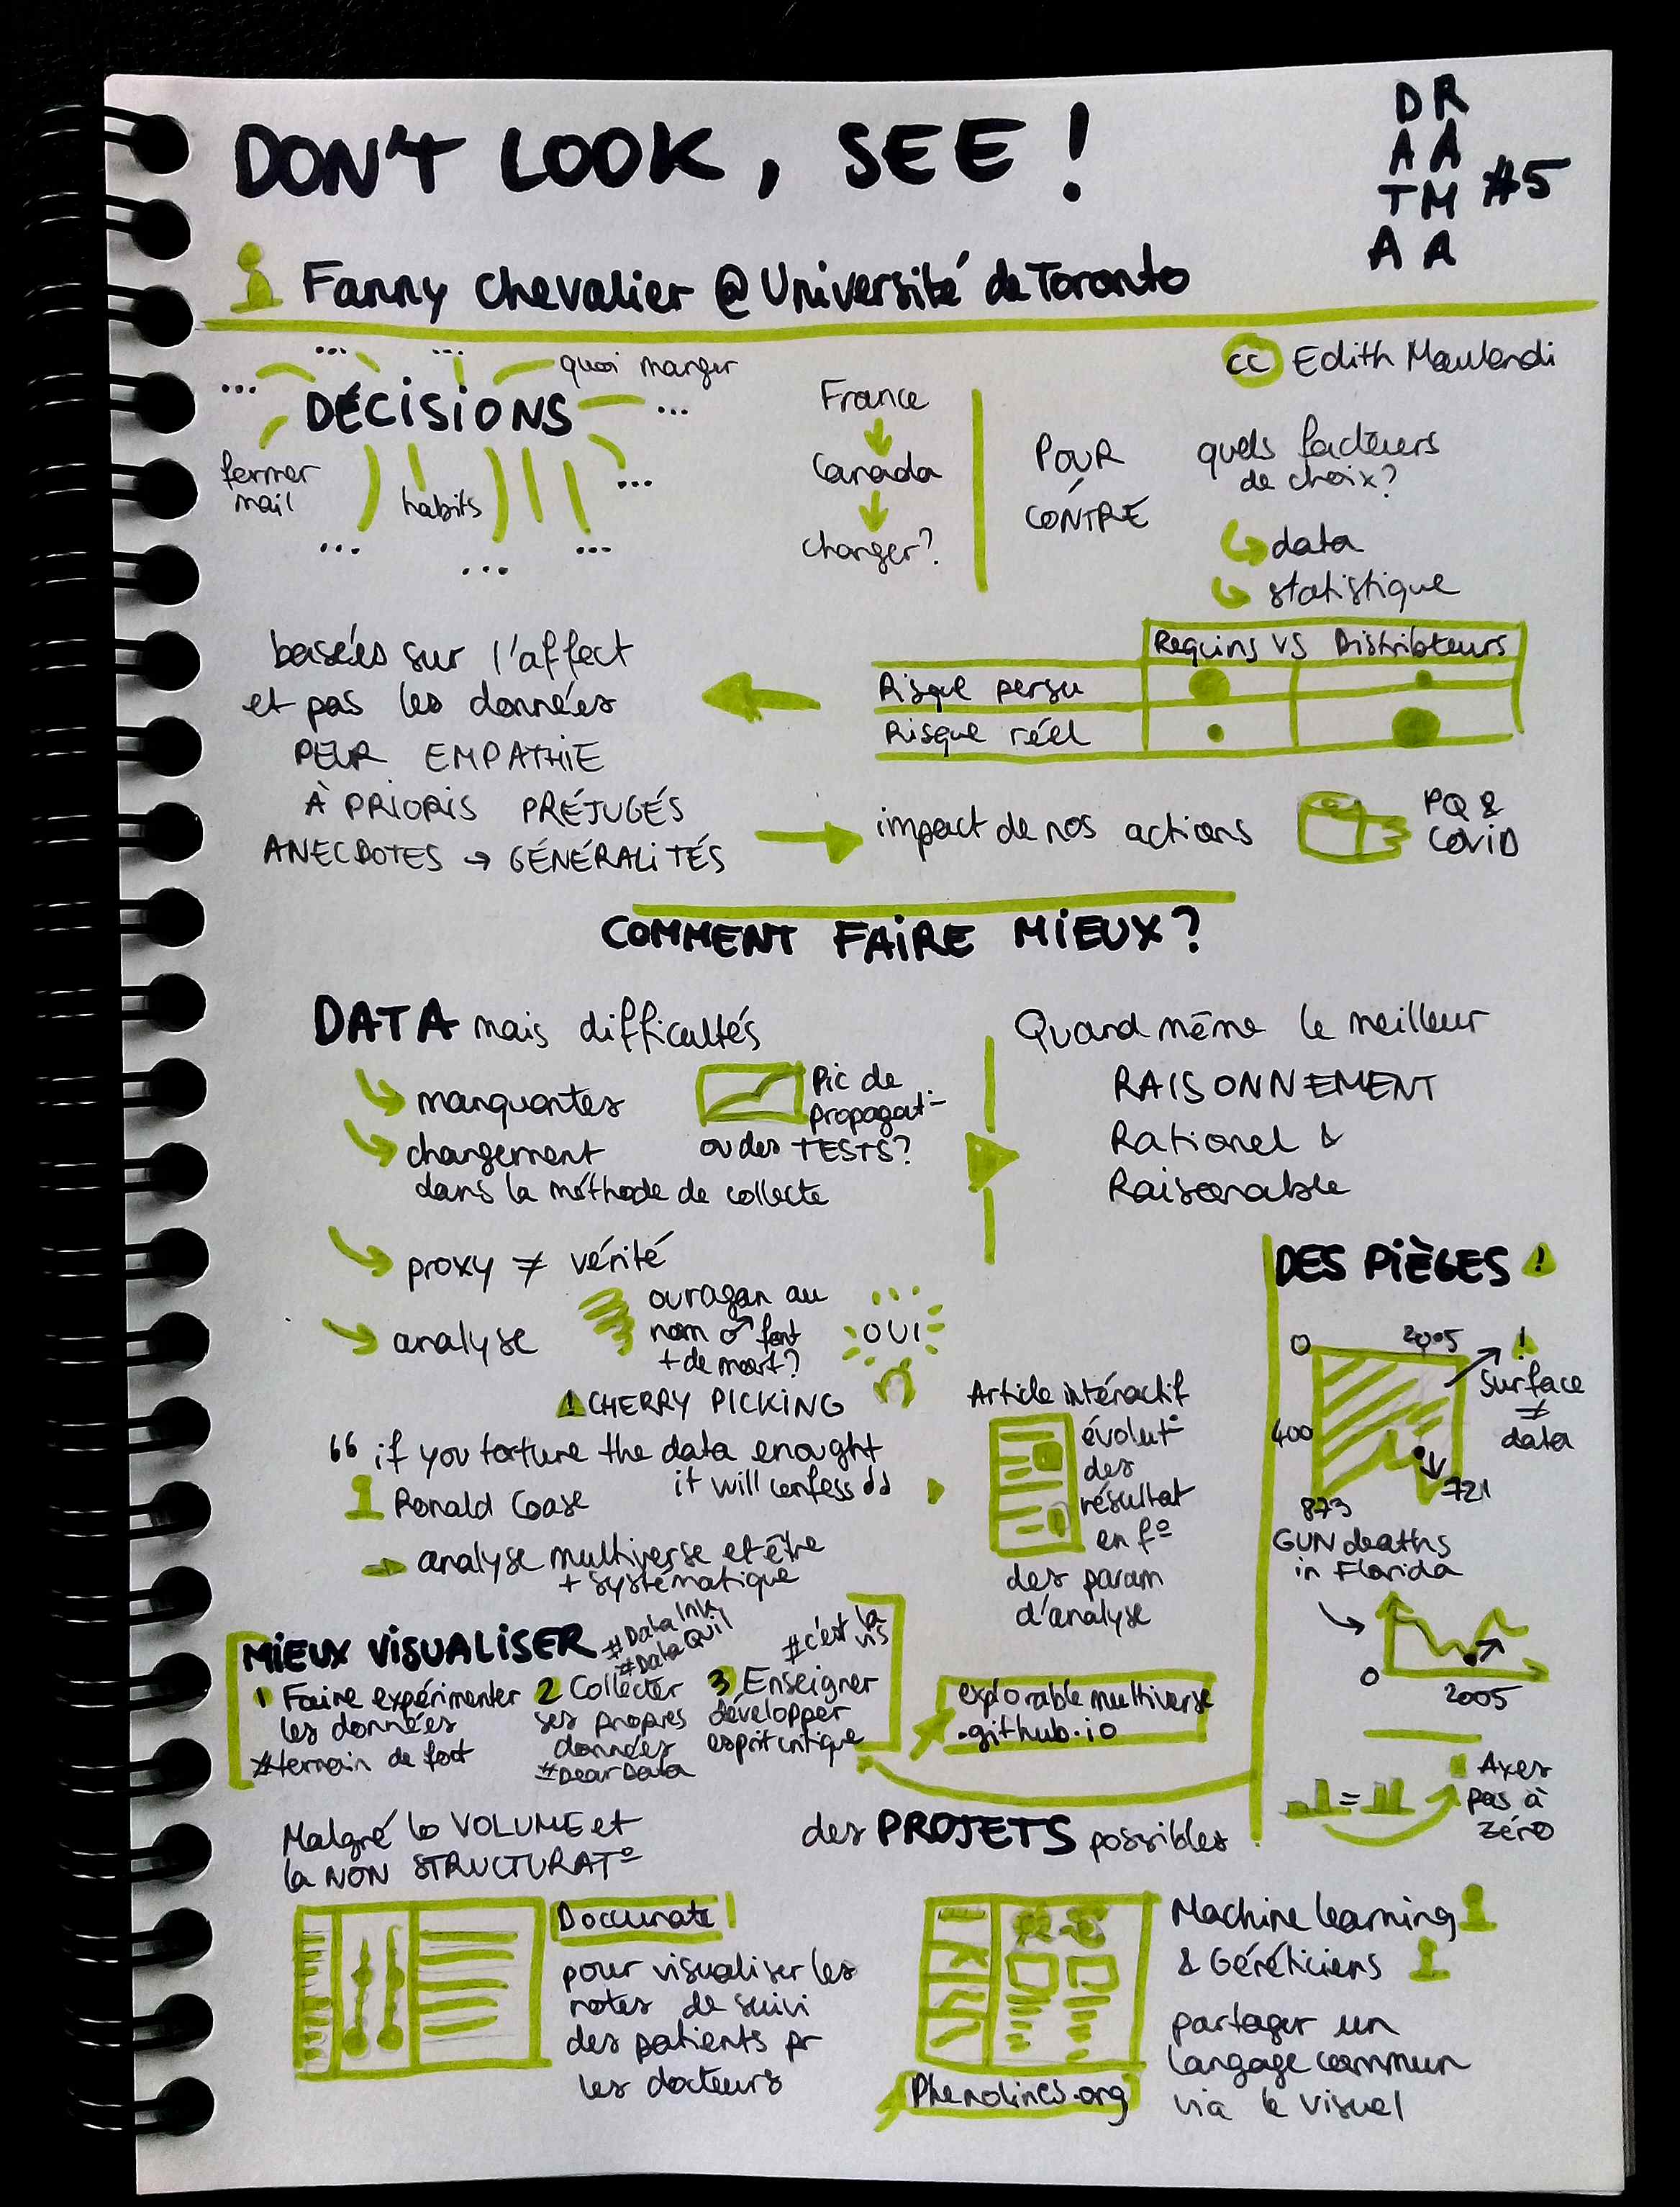 DON'T LOOK, SEE !
DR
AA
TM
AA
#5
Fanny Chevalier @ Université de Toronto
cc Edith Maulandi
DÉCISIONS
quoi manger
...
...
...
...
...
fermer
mail
habits
...
...
...
France
Canada
changer?
POUR
CONTRE
quels facteurs
de choix?
data
statistique
Requins VS Distributeurs
Risque persu
Risque réel
basées sur l'affect
et pas les données
PEUR EMPATHIE
À PRIORIS PRÉJUGÉS
ANECDOTES → GÉNÉRALITÉS
impact de nos actions
PQ &
COVID
COMMENT FAIRE MIEUX?
DATA mais difficultés
manquantes
Pic de
propagat°
ou des TESTS?
changement
dans la méthode de collecte
proxy ≠ vérité
analyse
ouragan au
nom ♂ font
+ de mort?
OUI
! CHERRY PICKING
Quand même le meilleur
RAISONNEMENT
Rationel &
Raisonable
“ if you torture the data enought
it will confess ”
Ronald Coase
analyse multiverse et être
+ systématique
Article intéractif
évolut°
des
résultat
en f°
des param
d'analyse
explorable multiverse
.github.io
DES PIÈGES !
0
2005
!
Surface
≠
data
400
721
873
GUN deaths
in Florida
0
2005
=
Axes
pas à
zéro
MIEUX VISUALISER
#Data Ink
#DataQuil
#c'est la
vis
1 Faire expérimenter
les données
#terrain de foot
2 Collecter
ses propres
données
#DearData
3 Enseigner
développer
esprit critique
des PROJETS possibles
Malgré le VOLUME et
la NON STRUCTURAT°
Doccurate
pour visualiser les
notes de suivi
des patients pr
les docteurs
Phenolines.org
Machine learning
& Généticiens
partager un
langage commun
via le visuel